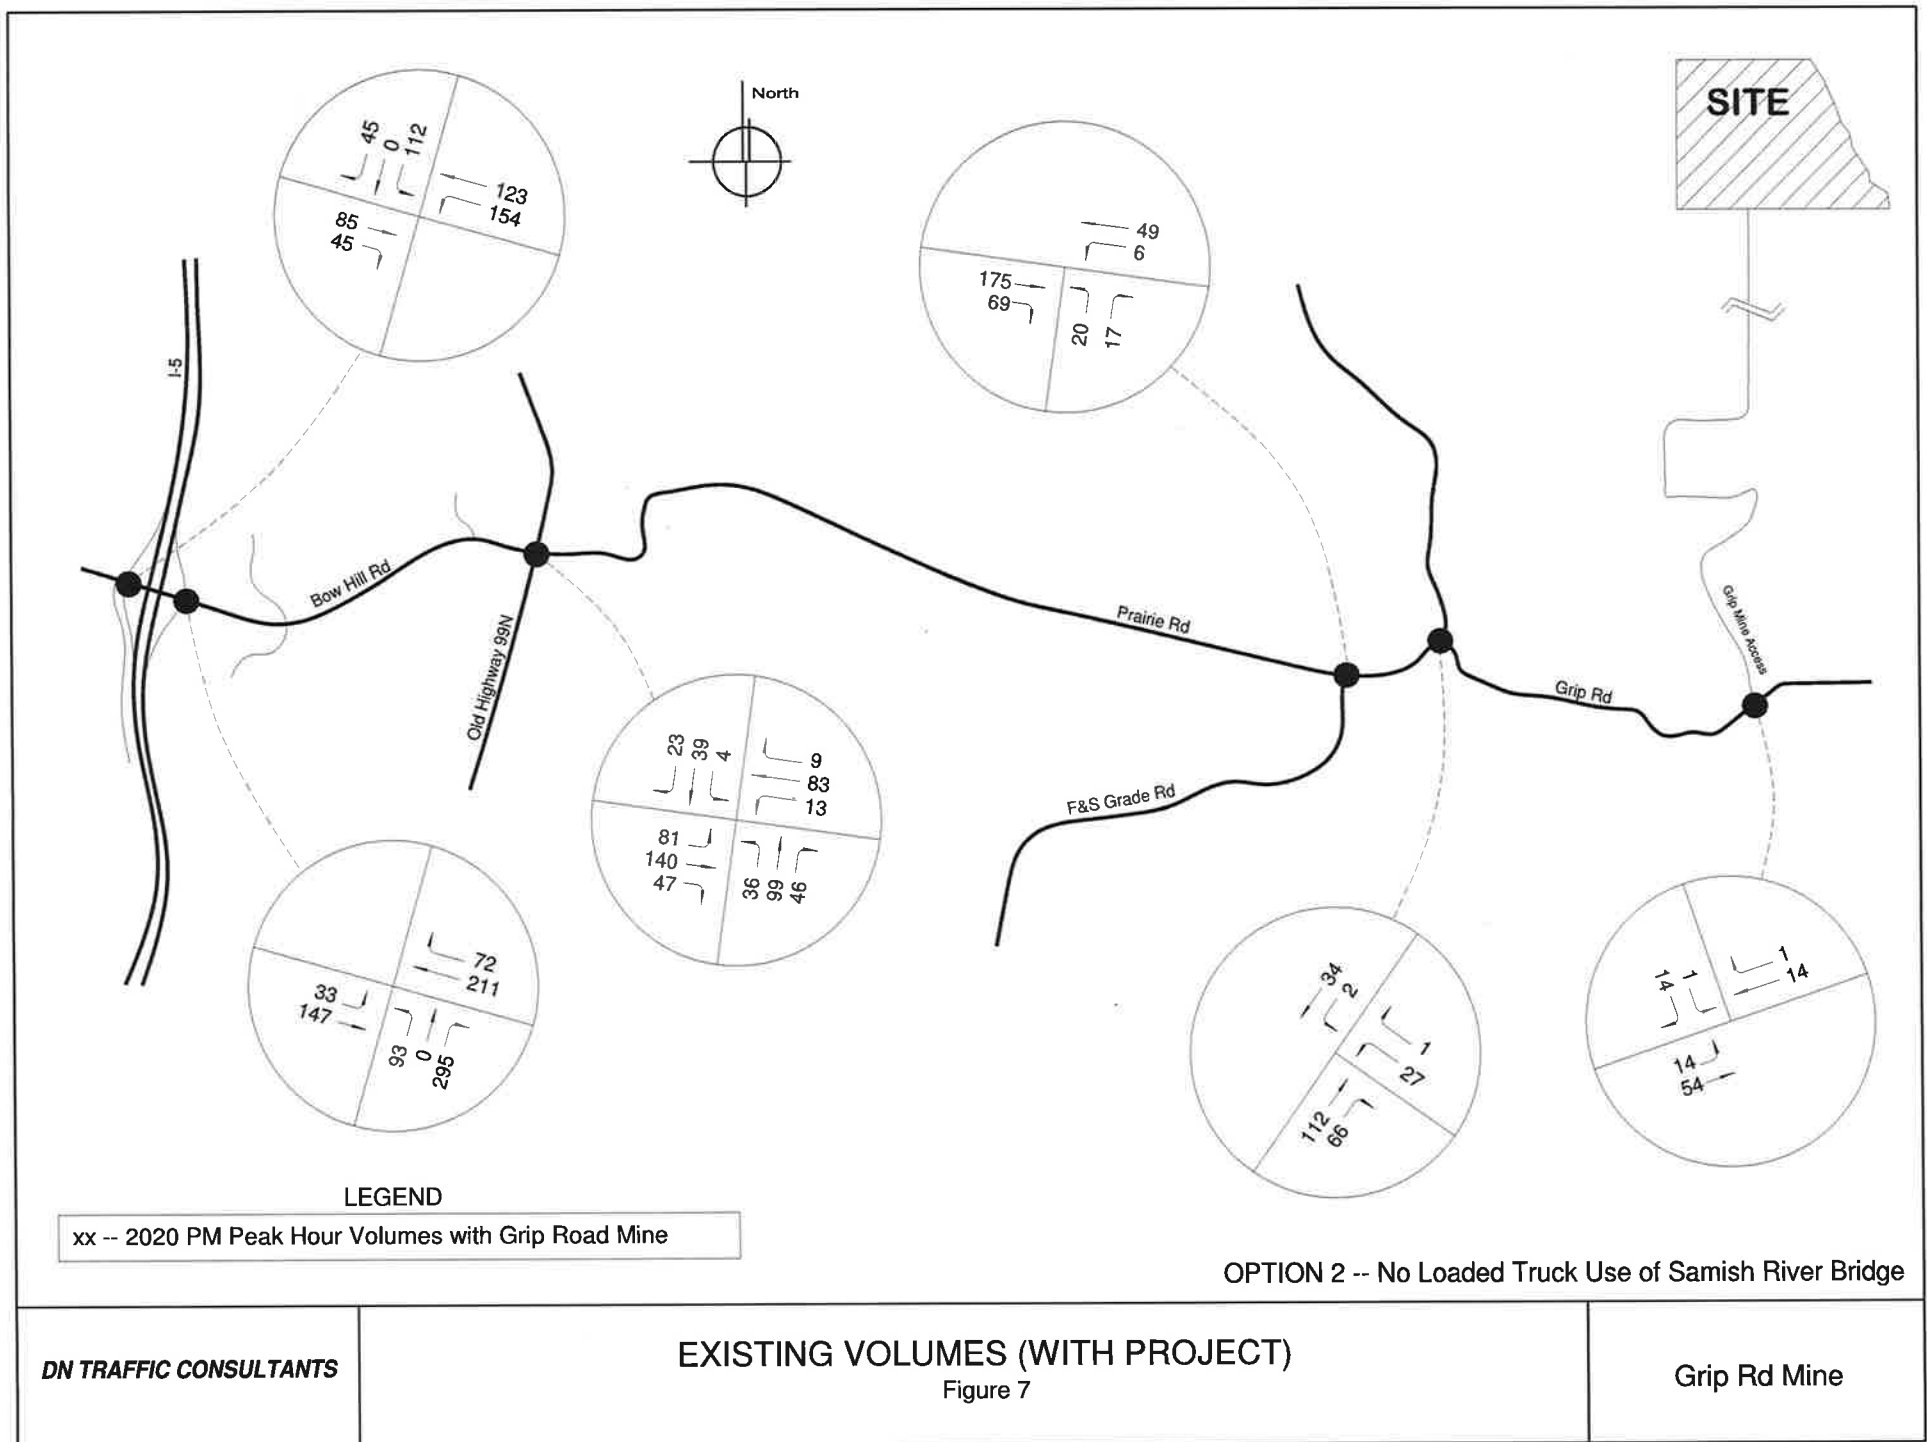 North
SITE
45
0
112
123
154
85
45
49
6
175
69
20
17
I-5
Bow Hill Rd
Old Highway 99N
Prairie Rd
F&S Grade Rd
Grip Rd
Grip Mine Access
23
39
4
9
83
13
81
140
47
36
99
46
72
211
33
147
93
0
295
34
2
1
27
112
66
14
1
1
14
14
54
LEGEND
xx -- 2020 PM Peak Hour Volumes with Grip Road Mine
OPTION 2 -- No Loaded Truck Use of Samish River Bridge
DN TRAFFIC CONSULTANTS
EXISTING VOLUMES (WITH PROJECT)
Figure 7
Grip Rd Mine